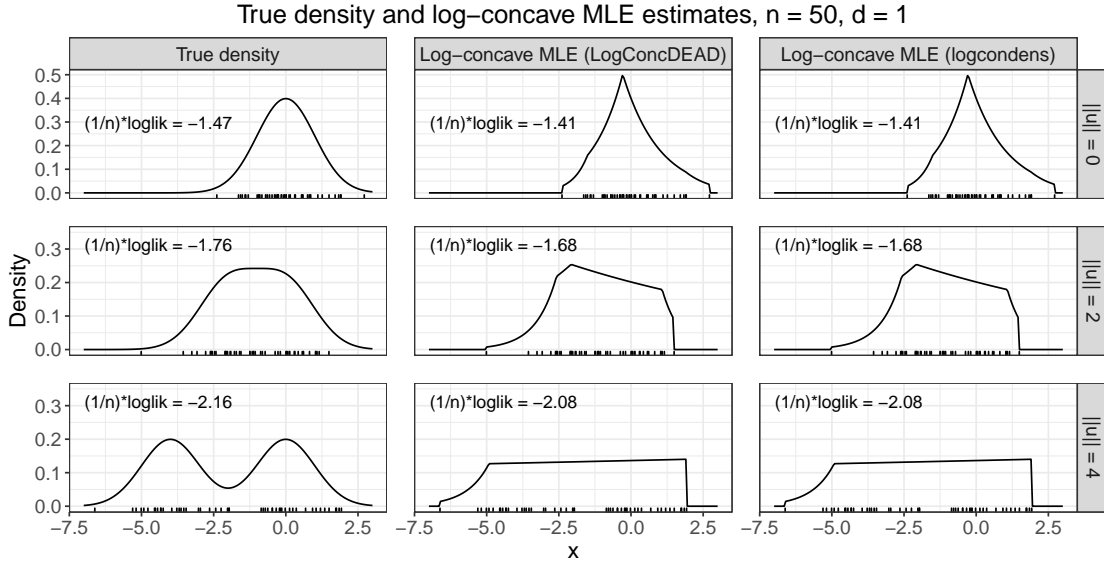 True density and log−concave MLE estimates, n = 50, d = 1
True density
Log−concave MLE (LogConcDEAD)
Log−concave MLE (logcondens)
Density
0.5
0.4
0.3
0.2
0.1
0.0
(1/n)*loglik = −1.47
(1/n)*loglik = −1.41
(1/n)*loglik = −1.41
||u|| = 0
0.3
0.2
0.1
0.0
(1/n)*loglik = −1.76
(1/n)*loglik = −1.68
(1/n)*loglik = −1.68
||u|| = 2
0.3
0.2
0.1
0.0
(1/n)*loglik = −2.16
(1/n)*loglik = −2.08
(1/n)*loglik = −2.08
||u|| = 4
−7.5 −5.0 −2.5 0.0 2.5 −7.5 −5.0 −2.5 0.0 2.5 −7.5 −5.0 −2.5 0.0 2.5
x